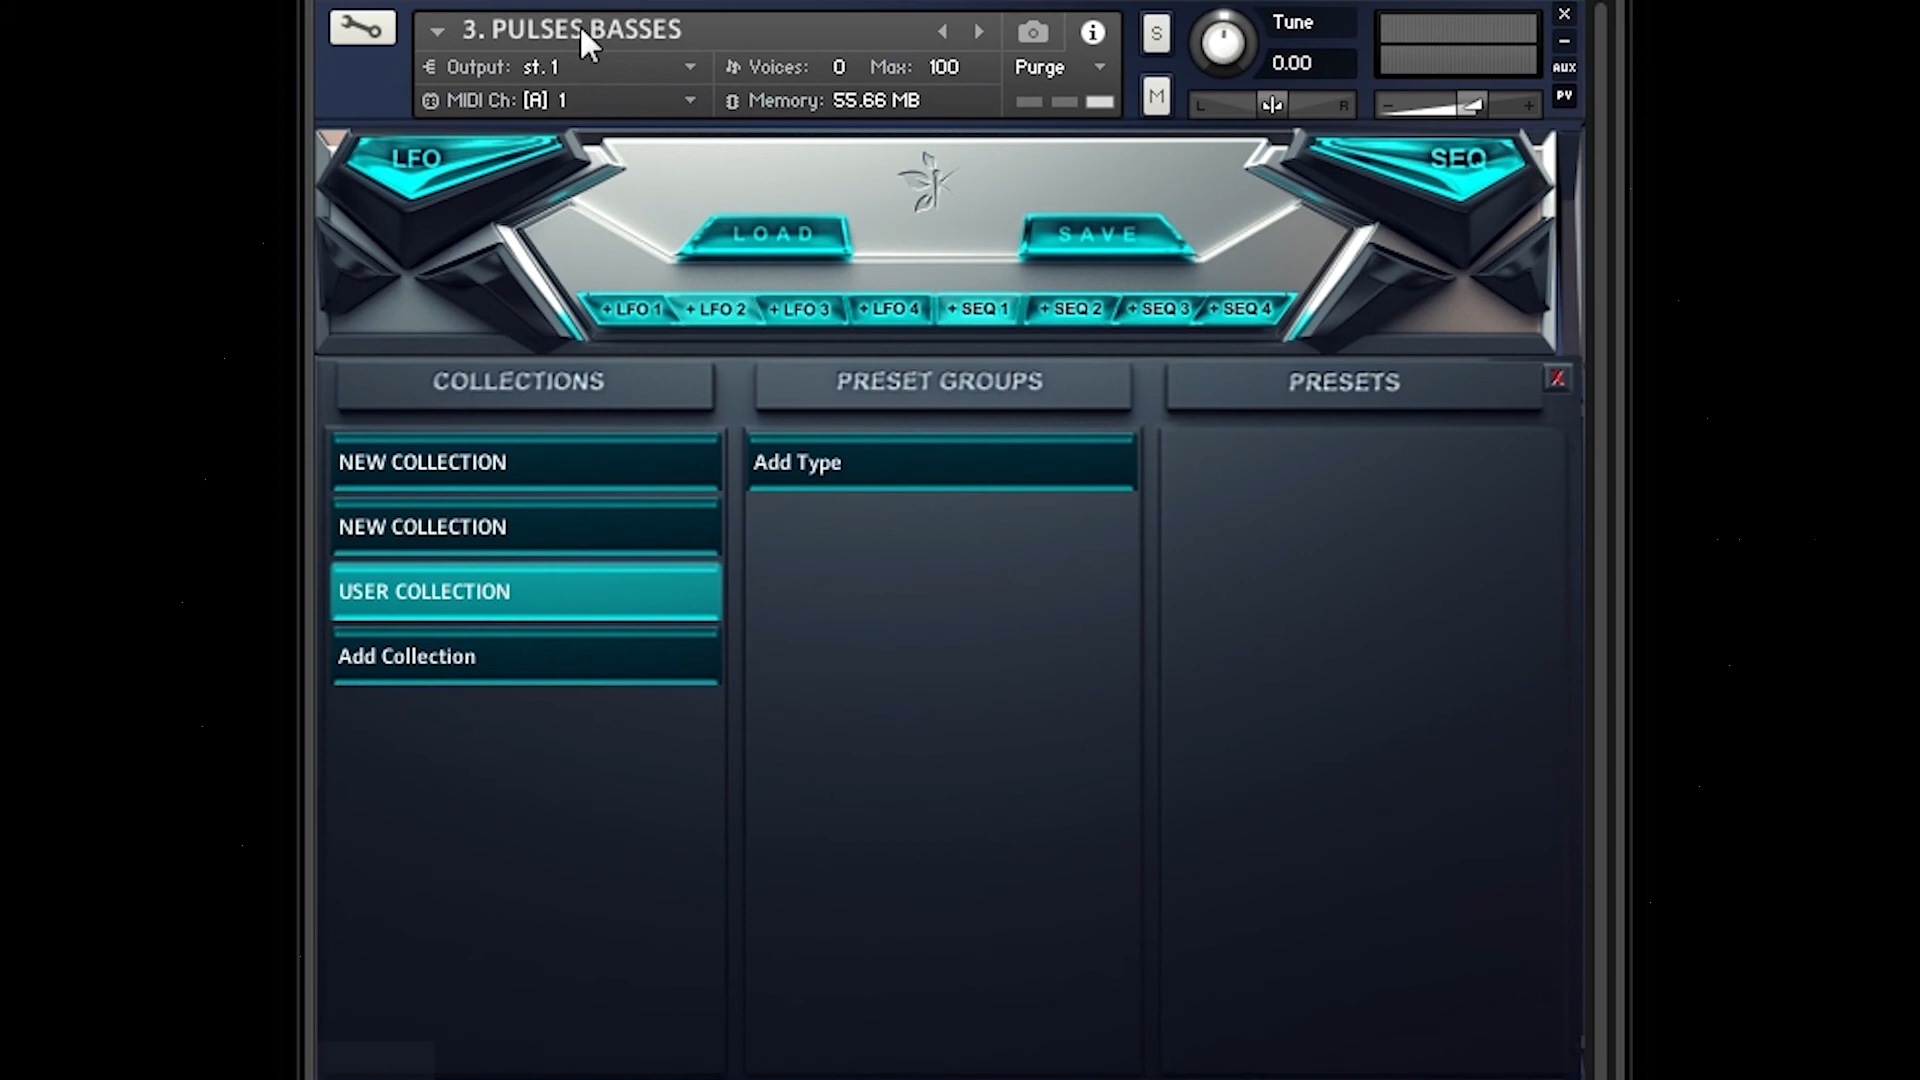 3. PULSES BASSES
Output: st. 1
Voices: 0 Max: 100
Purge
MIDI Ch: [A] 1
Memory: 55.66 MB
S
M
Tune
0.00
L R
- +
X
-
AUX
PV
LFO
SEQ
LOAD
SAVE
+ LFO 1
+ LFO 2
+ LFO 3
+ LFO 4
+ SEQ 1
+ SEQ 2
+ SEQ 3
+ SEQ 4
COLLECTIONS
PRESET GROUPS
PRESETS
X
NEW COLLECTION
Add Type
NEW COLLECTION
USER COLLECTION
Add Collection